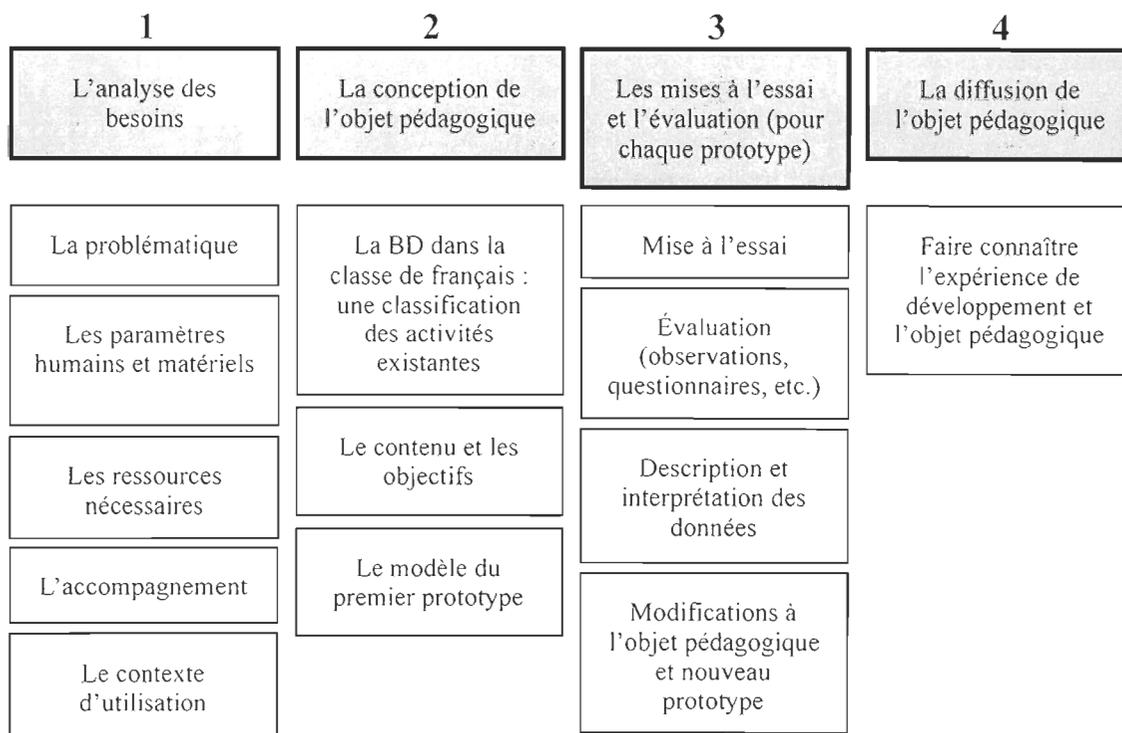 1
L'analyse des
besoins
La problématique
Les paramètres
humains et matériels
Les ressources
nécessaires
L'accompagnement
Le contexte
d'utilisation
2
La conception de
l'objet pédagogique
La BD dans la
classe de français :
une classification
des activités
existantes
Le contenu et les
objectifs
Le modèle du
premier prototype
3
Les mises à l'essai
et l'évaluation (pour
chaque prototype)
Mise à l'essai
Évaluation
(observations,
questionnaires, etc.)
Description et
interprétation des
données
Modifications à
l'objet pédagogique
et nouveau
prototype
4
La diffusion de
l'objet pédagogique
Faire connaître
l'expérience de
développement et
l'objet pédagogique